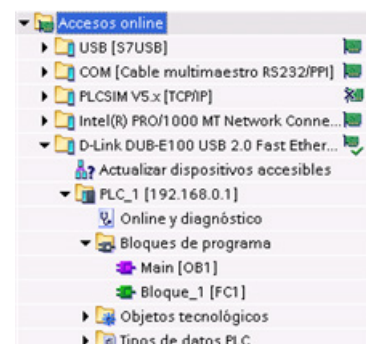 Accesos online
USB [S7USB]
COM [Cable multimaestro RS232/PPI]
PLCSIM V5.x [TCP/IP]
Intel(R) PRO/1000 MT Network Conne...
D-Link DUB-E100 USB 2.0 Fast Ether...
Actualizar dispositivos accesibles
PLC_1 [192.168.0.1]
Online y diagnóstico
Bloques de programa
Main [OB1]
Bloque_1 [FC1]
Objetos tecnológicos
Tipos de datos PLC